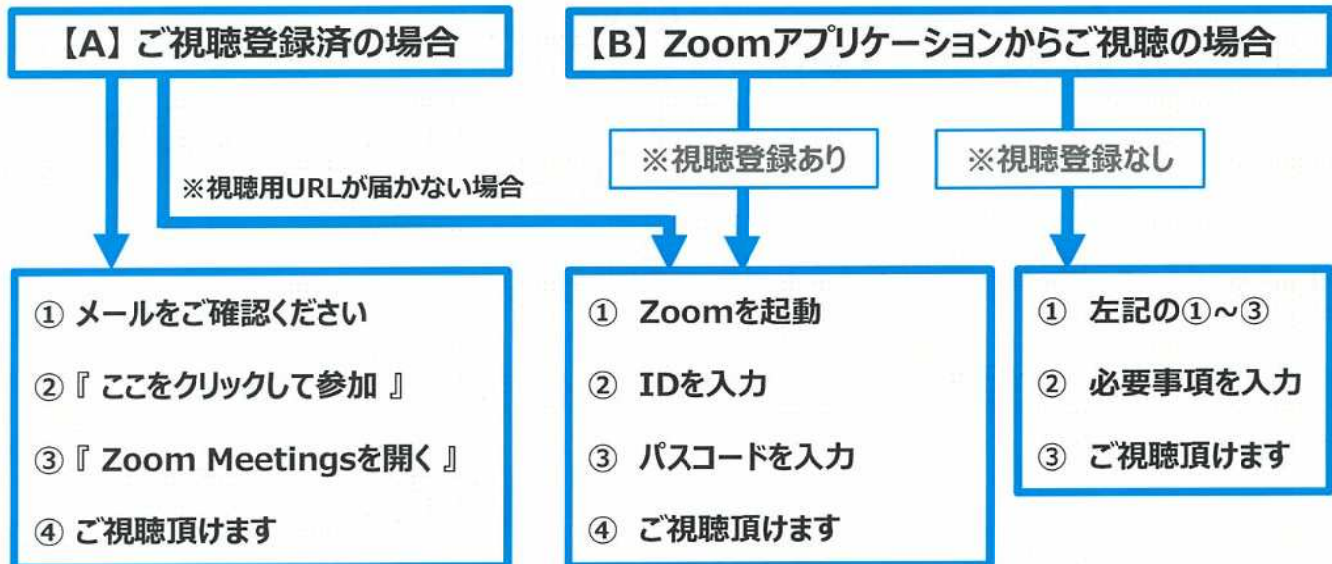 【A】ご視聴登録済の場合
【B】Zoomアプリケーションからご視聴の場合
※視聴登録あり
※視聴登録なし
※視聴用URLが届かない場合
① メールをご確認ください
②『 ここをクリックして参加 』
③『 Zoom Meetingsを開く 』
④ ご視聴頂けます
① Zoomを起動
② IDを入力
③ パスコードを入力
④ ご視聴頂けます
① 左記の①～③
② 必要事項を入力
③ ご視聴頂けます